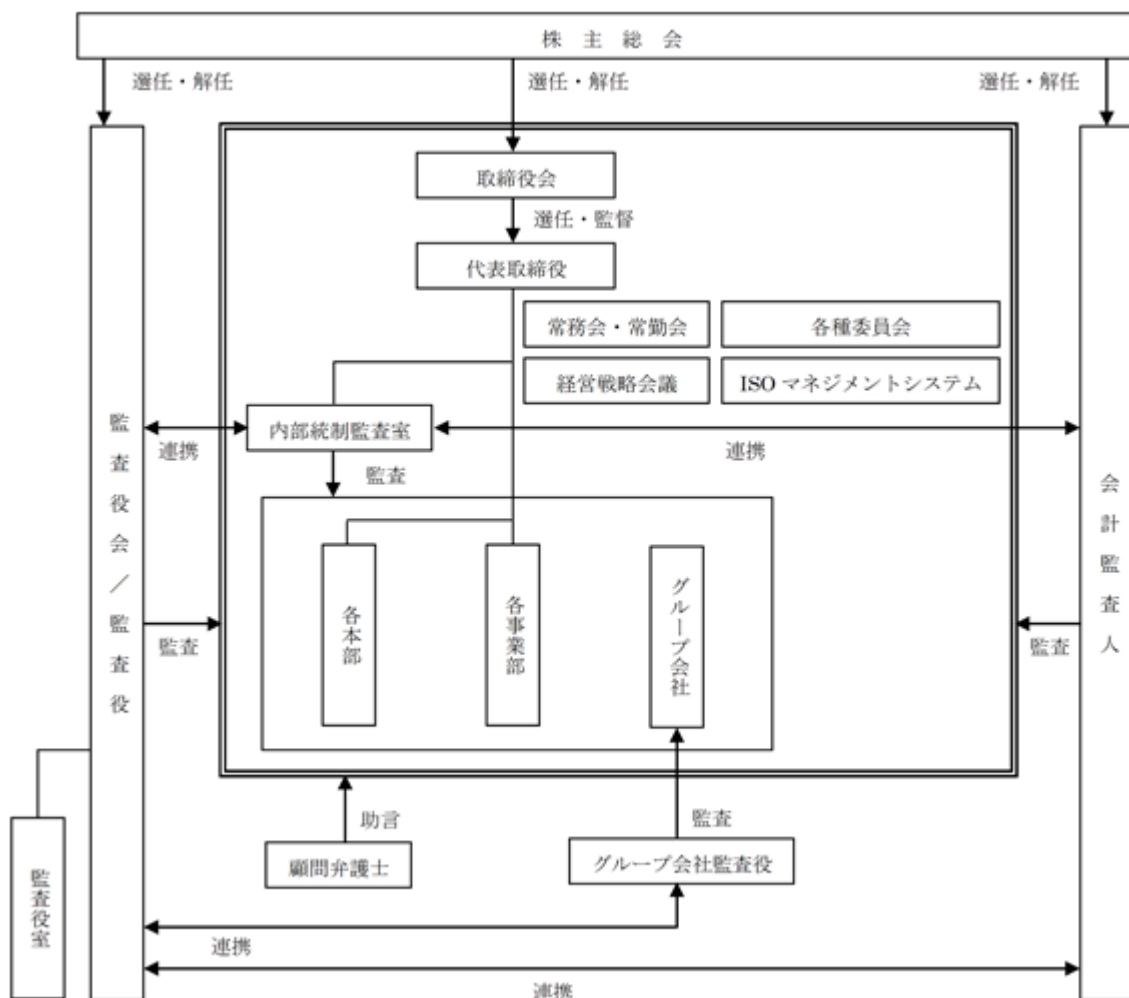 株主総会
選任・解任
選任・解任
選任・解任
取締役会
選任・監督
代表取締役
常務会・常勤会
各種委員会
経営戦略会議
ISO マネジメントシステム
監査役会／監査役
内部統制監査室
連携
連携
会計監査人
監査
各本部
各事業部
グループ会社
監査
監査
監査役室
助言
監査
顧問弁護士
グループ会社監査役
連携
連携